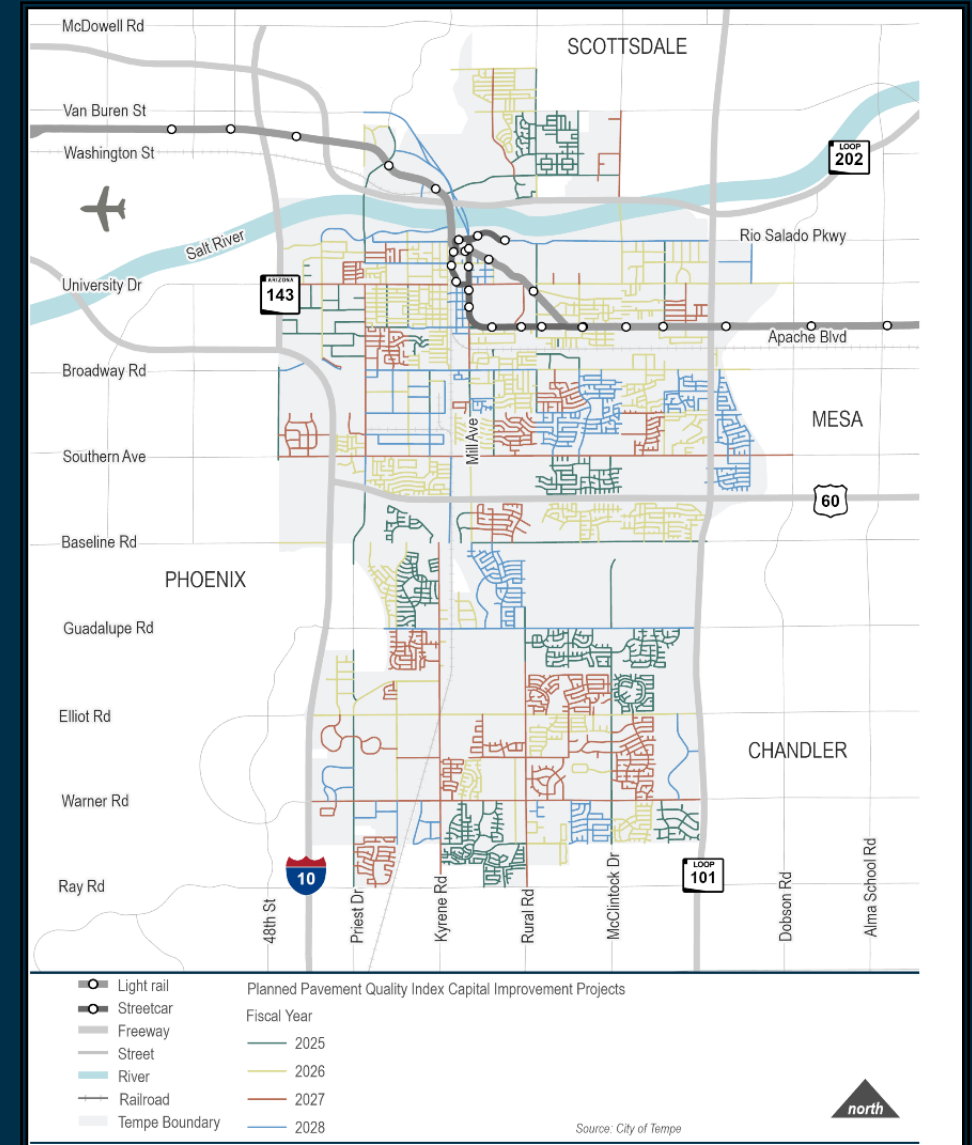 McDowell Rd
SCOTTSDALE
Van Buren St
Washington St
LOOP
202
Salt River
Rio Salado Pkwy
University Dr
ARIZONA
143
Apache Blvd
Broadway Rd
MESA
Mill Ave
Southern Ave
60
Baseline Rd
PHOENIX
Guadalupe Rd
Elliot Rd
CHANDLER
Warner Rd
10
LOOP
101
Ray Rd
48th St
Priest Dr
Kyrene Rd
Rural Rd
McClintock Dr
Dobson Rd
Alma School Rd
Light rail
Streetcar
Freeway
Street
River
Railroad
Tempe Boundary
Planned Pavement Quality Index Capital Improvement Projects
Fiscal Year
2025
2026
2027
2028
north
Source: City of Tempe